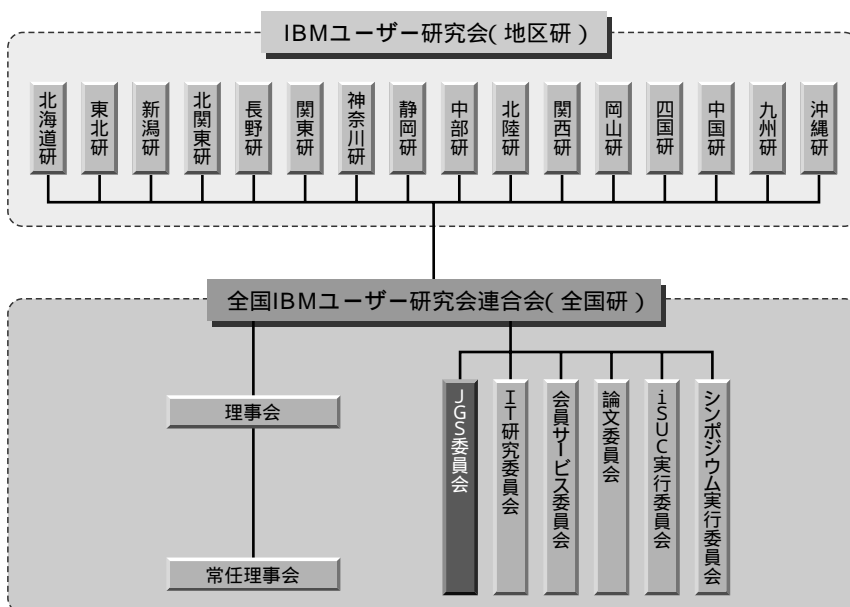 IBMユーザー研究会(地区研)
北海道研
東北研
新潟研
北関東研
長野研
関東研
神奈川研
静岡研
中部研
北陸研
関西研
岡山研
四国研
中国研
九州研
沖縄研
全国IBMユーザー研究会連合会(全国研)
理事会
常任理事会
JGS委員会
IT研究委員会
会員サービス委員会
論文委員会
iSUC実行委員会
シンポジウム実行委員会